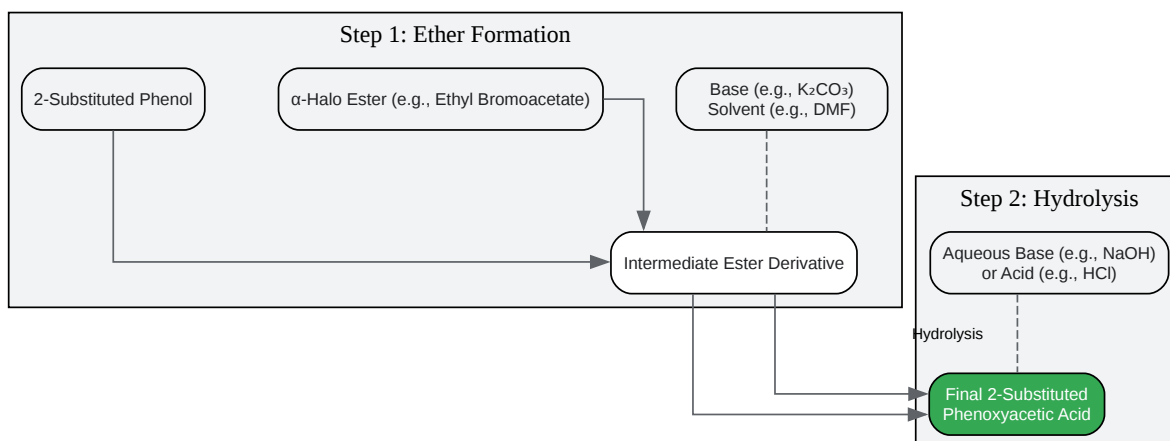 Step 1: Ether Formation
2-Substituted Phenol
α-Halo Ester (e.g., Ethyl Bromoacetate)
Base (e.g., K₂CO₃)
Solvent (e.g., DMF)
Intermediate Ester Derivative
Step 2: Hydrolysis
Aqueous Base (e.g., NaOH)
or Acid (e.g., HCl)
Hydrolysis
Final 2-Substituted
Phenoxyacetic Acid